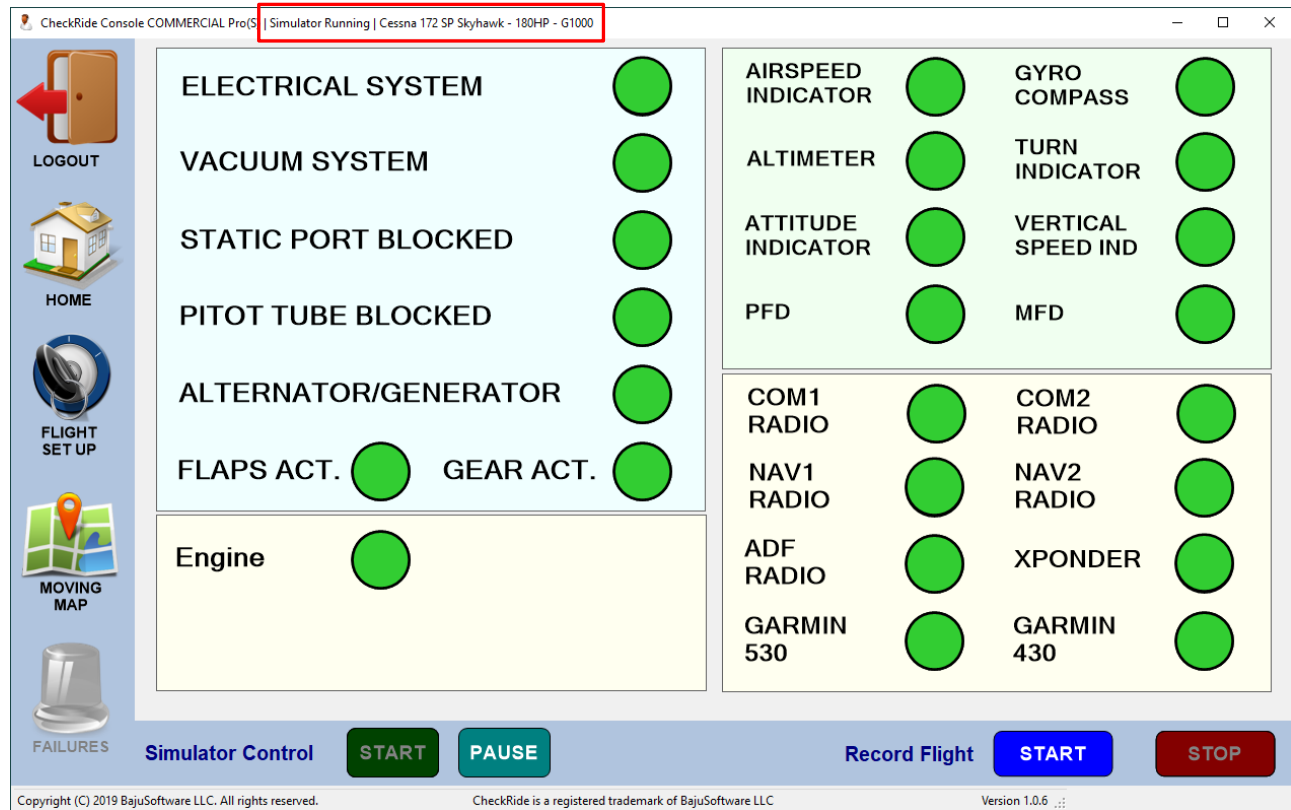 CheckRide Console COMMERCIAL Pro(S) | Simulator Running | Cessna 172 SP Skyhawk - 180HP - G1000
LOGOUT
HOME
FLIGHT
SET UP
MOVING
MAP
FAILURES
ELECTRICAL SYSTEM
VACUUM SYSTEM
STATIC PORT BLOCKED
PITOT TUBE BLOCKED
ALTERNATOR/GENERATOR
FLAPS ACT. GEAR ACT.
Engine
AIRSPEED
INDICATOR
GYRO
COMPASS
ALTIMETER
TURN
INDICATOR
ATTITUDE
INDICATOR
VERTICAL
SPEED IND
PFD
MFD
COM1
RADIO
COM2
RADIO
NAV1
RADIO
NAV2
RADIO
ADF
RADIO
XPONDER
GARMIN
530
GARMIN
430
Simulator Control START PAUSE Record Flight START STOP
Copyright (C) 2019 BajuSoftware LLC. All rights reserved. CheckRide is a registered trademark of BajuSoftware LLC Version 1.0.6